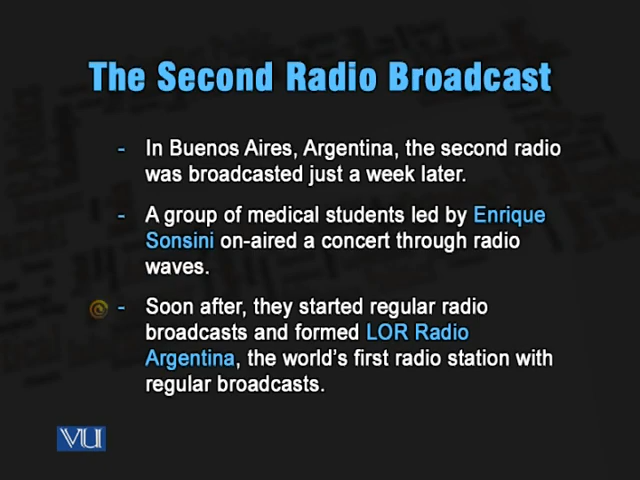 The Second Radio Broadcast
- In Buenos Aires, Argentina, the second radio
was broadcasted just a week later.
- A group of medical students led by Enrique
Sonsini on-aired a concert through radio
waves.
- Soon after, they started regular radio
broadcasts and formed LOR Radio
Argentina, the world's first radio station with
regular broadcasts.
VU